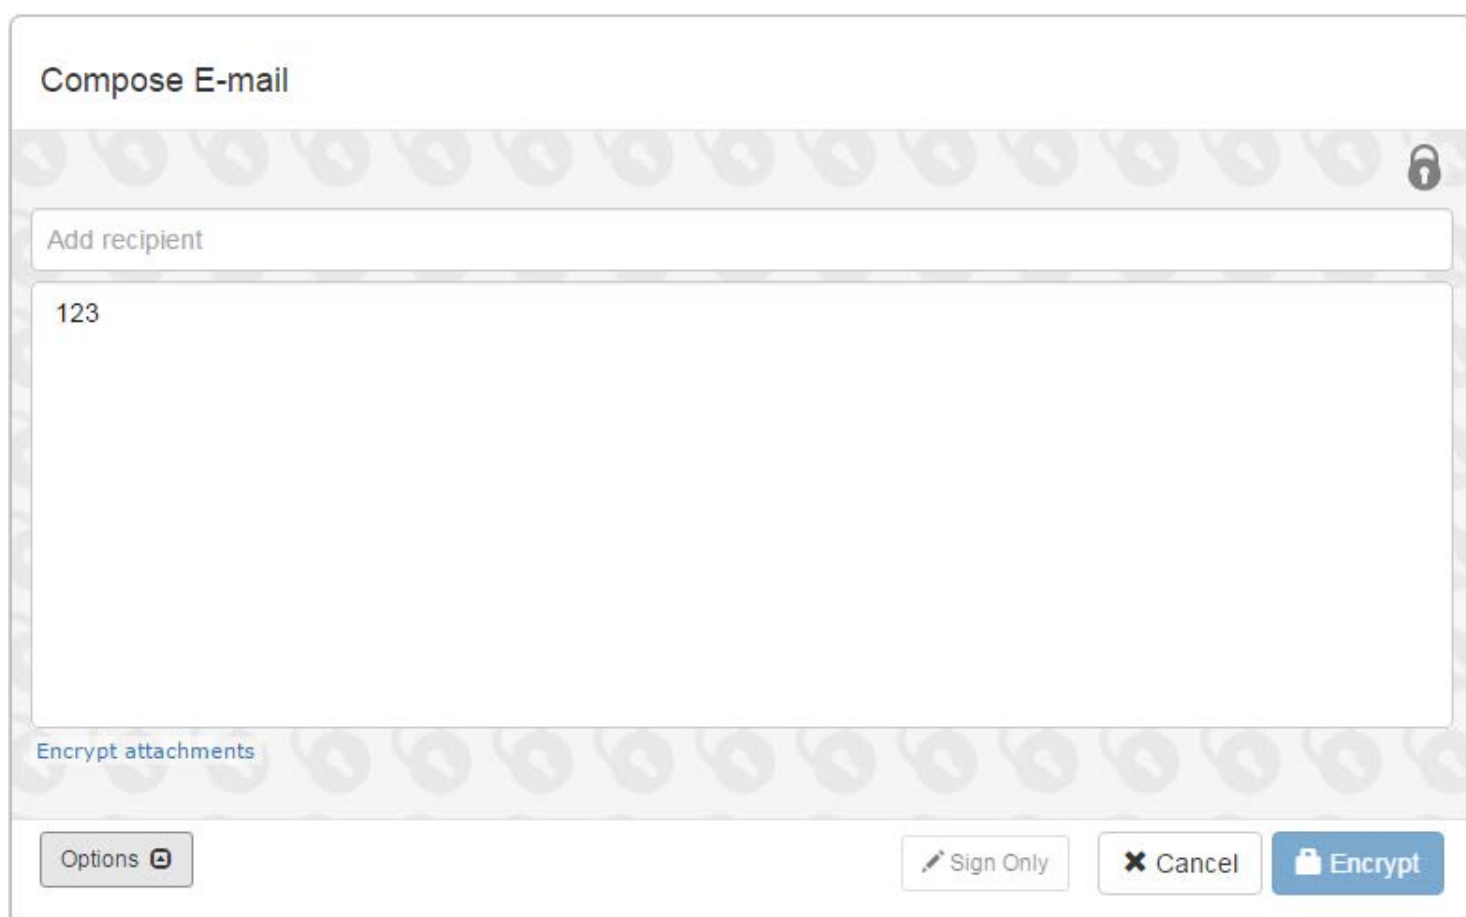 Compose E-mail
Add recipient
123
Encrypt attachments
Options Sign Only Cancel Encrypt